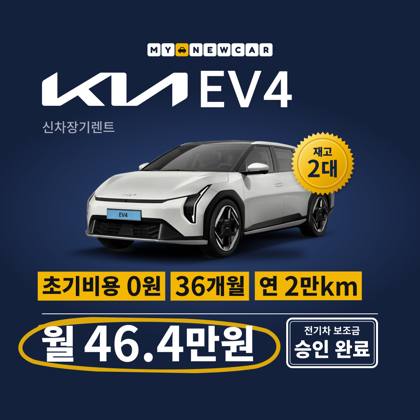 MY NEWCAR
KIA EV4
신차장기렌트
재고
2대
EV4
초기비용 0원 36개월 연 2만km
월 46.4만원
전기차 보조금
승인 완료